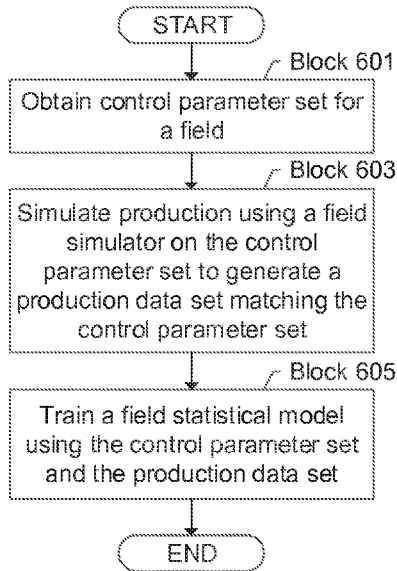 START
Block 601
Obtain control parameter set for
a field
Block 603
Simulate production using a field
simulator on the control
parameter set to generate a
production data set matching the
control parameter set
Block 605
Train a field statistical model
using the control parameter set
and the production data set
END